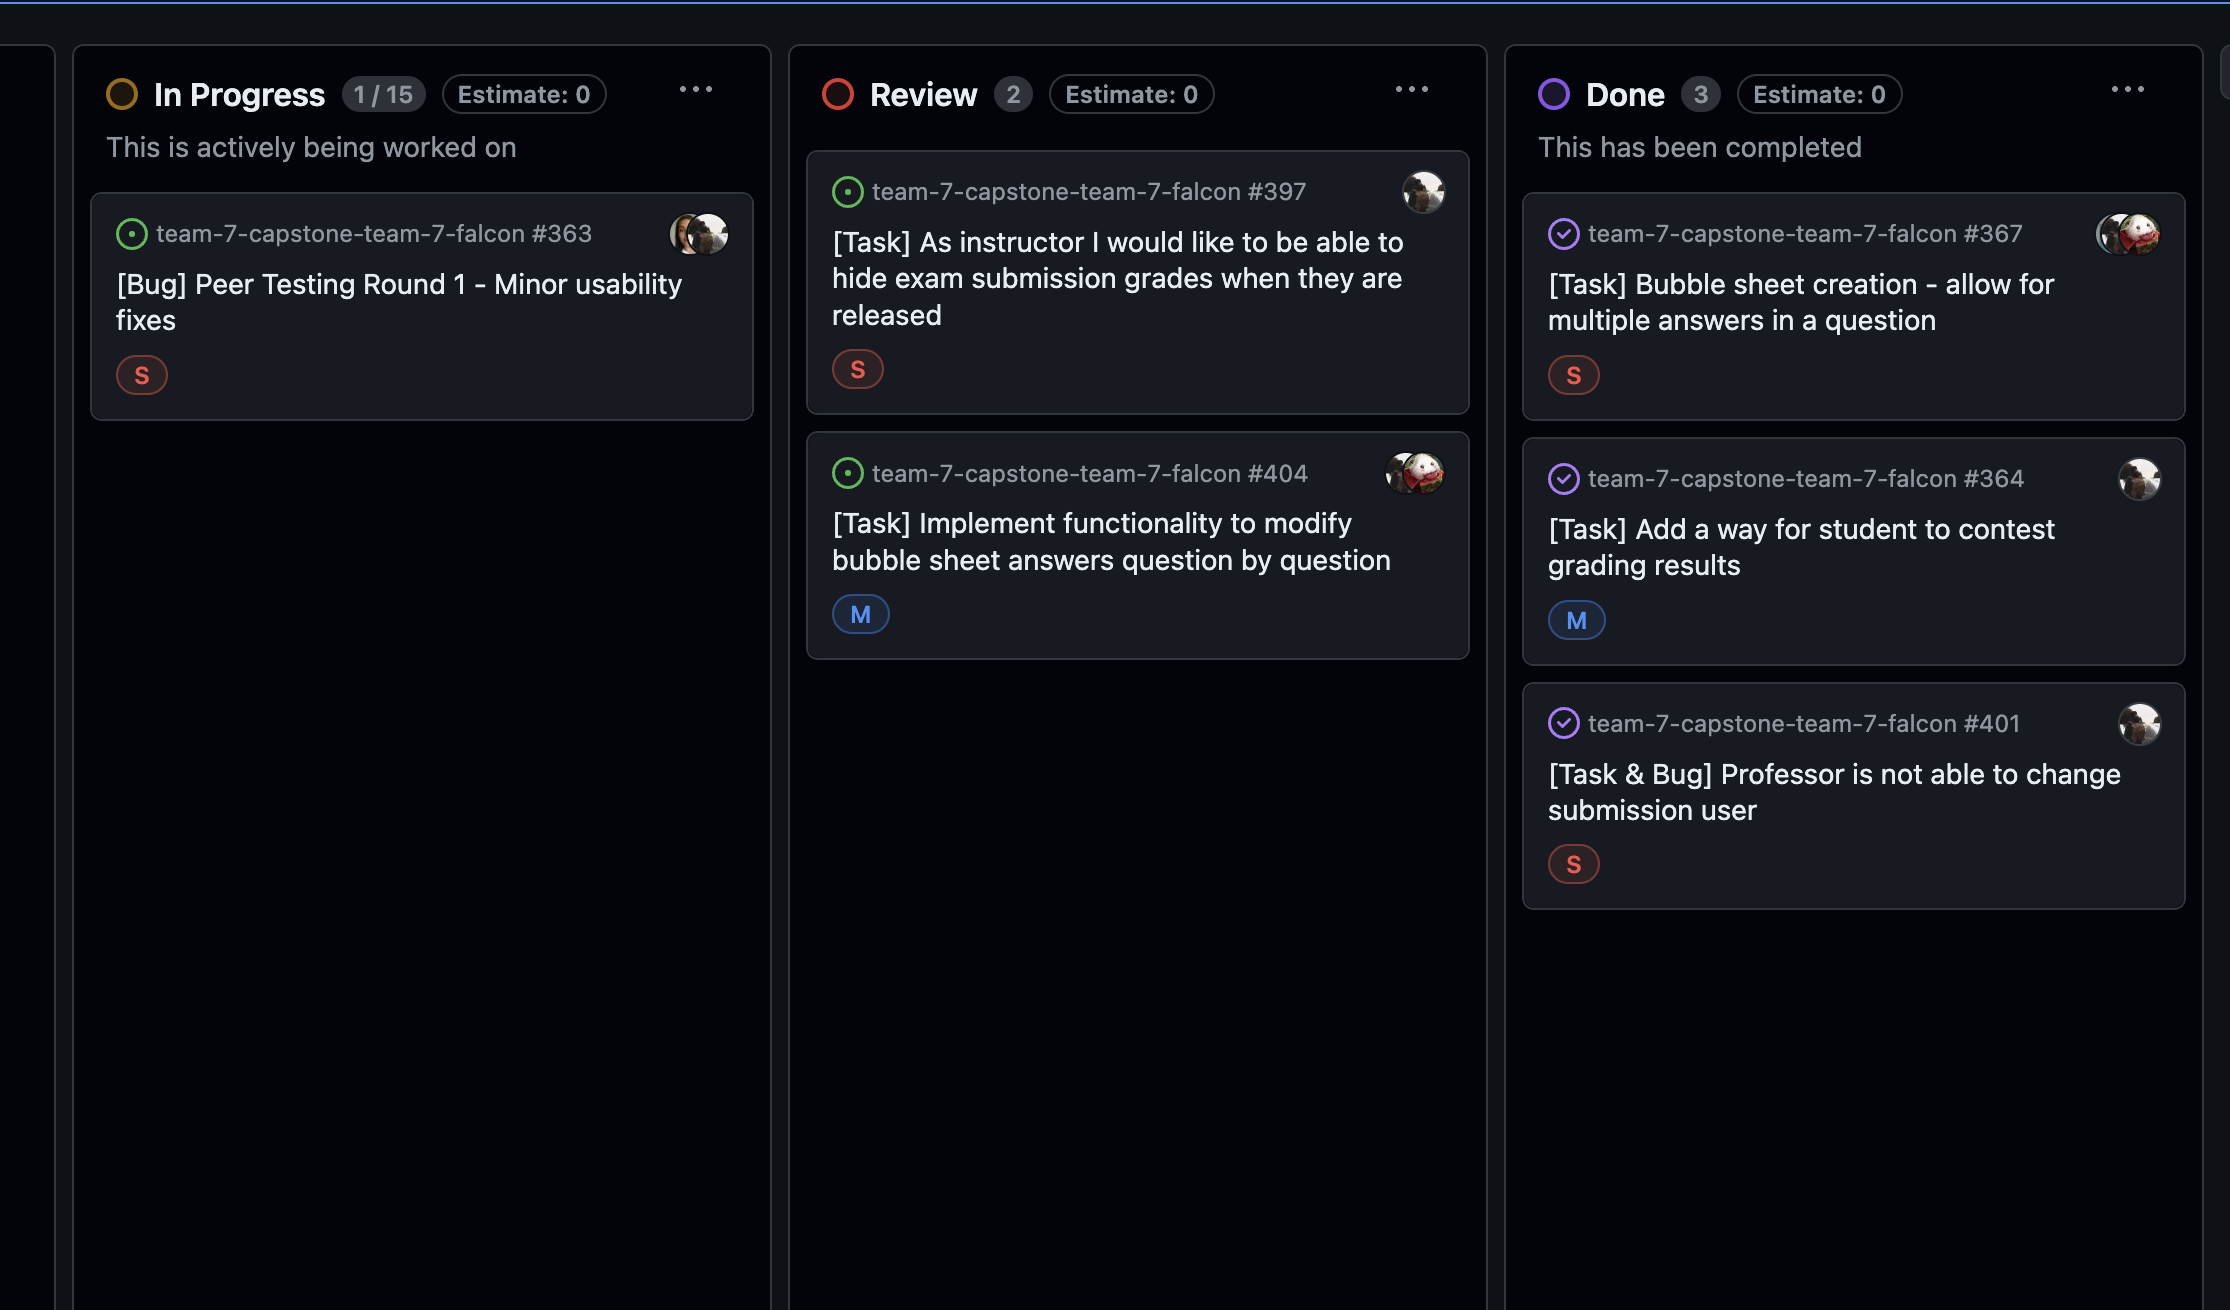 In Progress 1 / 15 Estimate: 0 ...
This is actively being worked on
team-7-capstone-team-7-falcon #363
[Bug] Peer Testing Round 1 - Minor usability
fixes
S
Review 2 Estimate: 0 ...
team-7-capstone-team-7-falcon #397
[Task] As instructor I would like to be able to
hide exam submission grades when they are
released
S
team-7-capstone-team-7-falcon #404
[Task] Implement functionality to modify
bubble sheet answers question by question
M
Done 3 Estimate: 0 ...
This has been completed
team-7-capstone-team-7-falcon #367
[Task] Bubble sheet creation - allow for
multiple answers in a question
S
team-7-capstone-team-7-falcon #364
[Task] Add a way for student to contest
grading results
M
team-7-capstone-team-7-falcon #401
[Task & Bug] Professor is not able to change
submission user
S